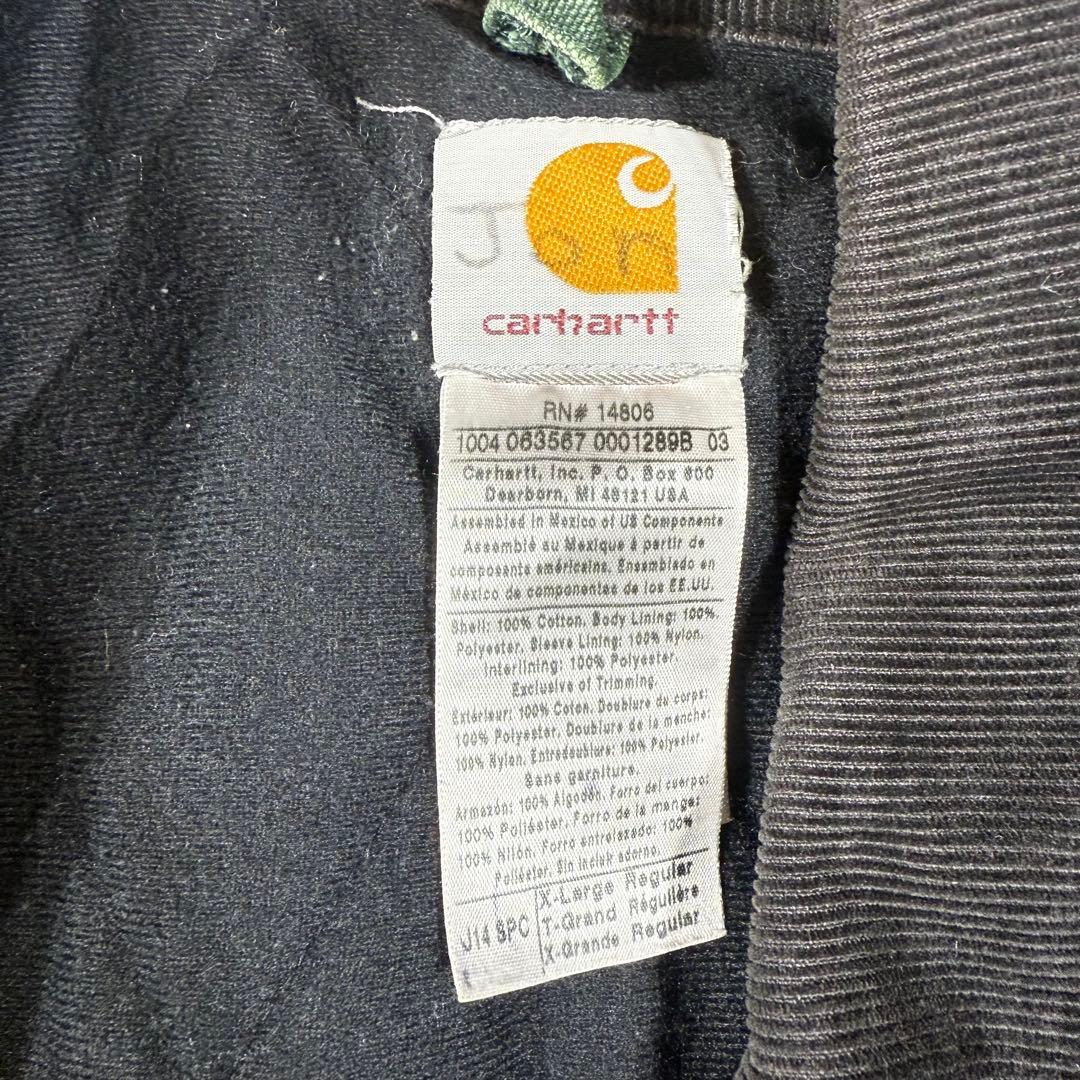 Jon
carhartt
RN# 14806
1004 063567 0001289B 03
Carhartt, Inc. P. O. Box 600
Dearborn, MI 48121 USA
Assembled in Mexico of US Components
Assemblé au Mexique à partir de
composants américains. Ensamblado en
México de componentes de los EE.UU.
Shell: 100% Cotton. Body Lining: 100%
Polyester. Sleeve Lining: 100% Nylon.
Interlining: 100% Polyester.
Exclusive of Trimming.
Extérieur: 100% Coton. Doublure de corps:
100% Polyester. Doublure de la manche:
100% Nylon. Entredoublure: 100% Polyester.
Sans garniture.
Armazón: 100% Algodón. Forro del cuerpo:
100% Poliéster. Forro de la manga:
100% Nilón. Forro entrelazado: 100%
Poliéster. Sin incluir adorno.
J14 SPC
X-Large Regular
T-Grand Régulière
X-Grande Regular